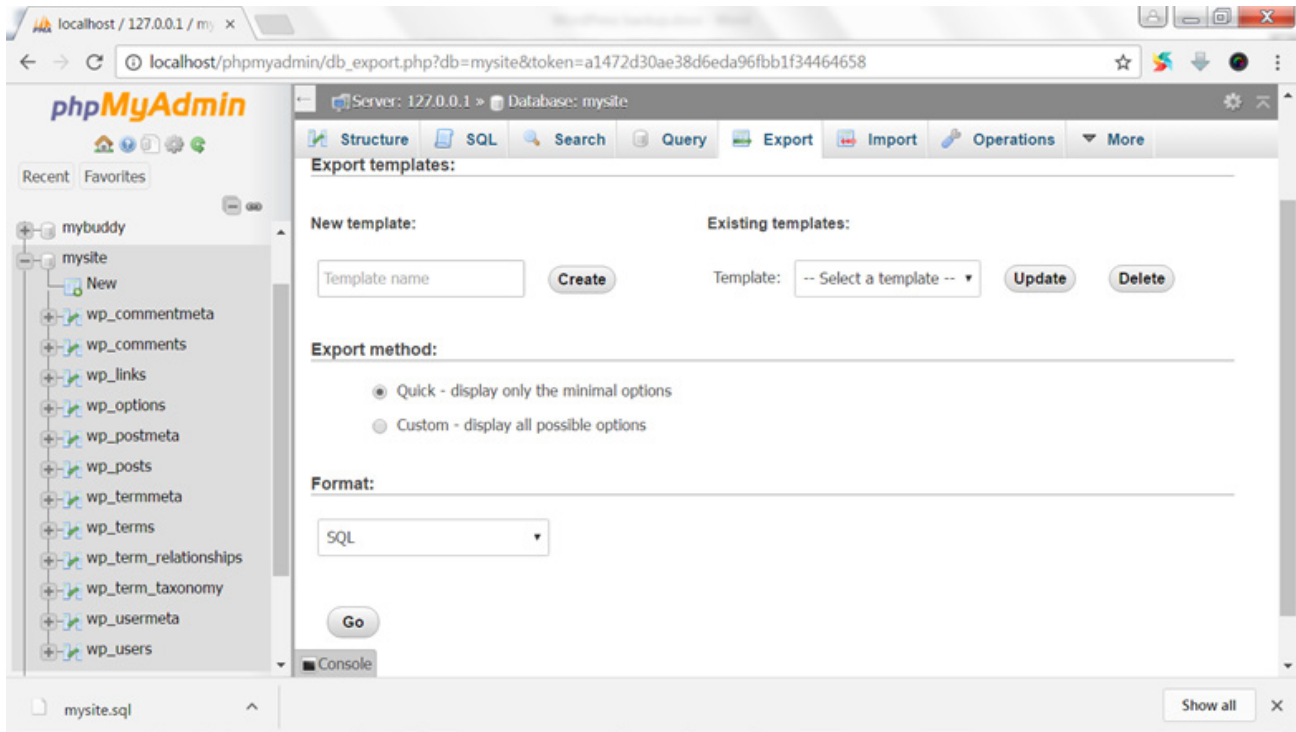 localhost / 127.0.0.1 / my
localhost/phpmyadmin/db_export.php?db=mysite&token=a1472d30ae38d6eda96fbb1f34464658
phpMyAdmin
Recent Favorites
mybuddy
mysite
New
wp_commentmeta
wp_comments
wp_links
wp_options
wp_postmeta
wp_posts
wp_termmeta
wp_terms
wp_term_relationships
wp_term_taxonomy
wp_usermeta
wp_users
Server: 127.0.0.1 » Database: mysite
Structure SQL Search Query Export Import Operations More
Export templates:
New template: Existing templates:
Template name Create Template: -- Select a template -- Update Delete
Export method:
Quick - display only the minimal options
Custom - display all possible options
Format:
SQL
Go
Console
mysite.sql Show all